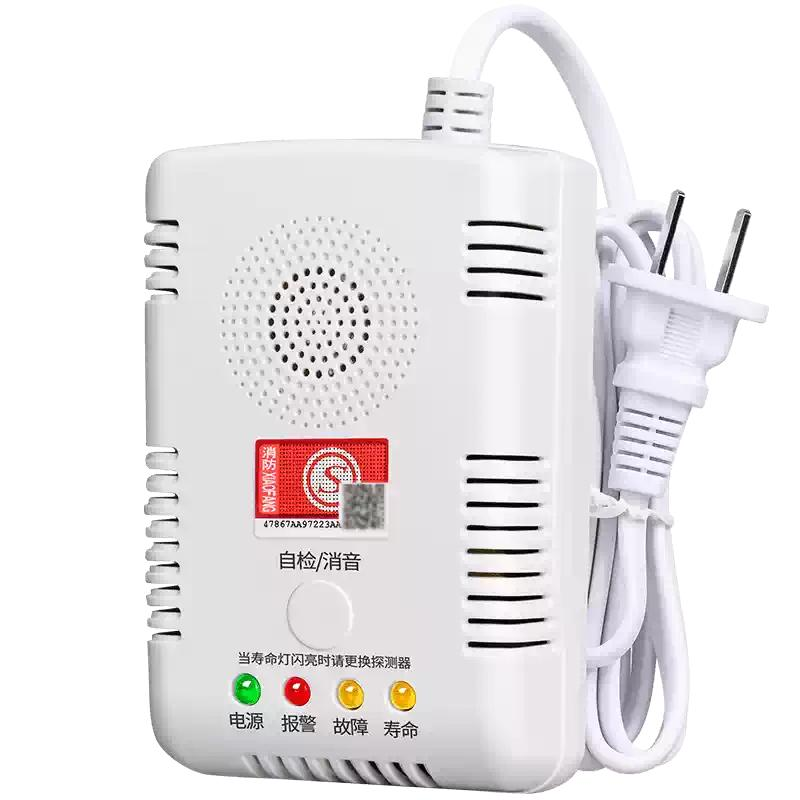 消防 XIAOFANG
S
47867AA97223AA
自检/消音
当寿命灯闪亮时请更换探测器
电源 报警 故障 寿命